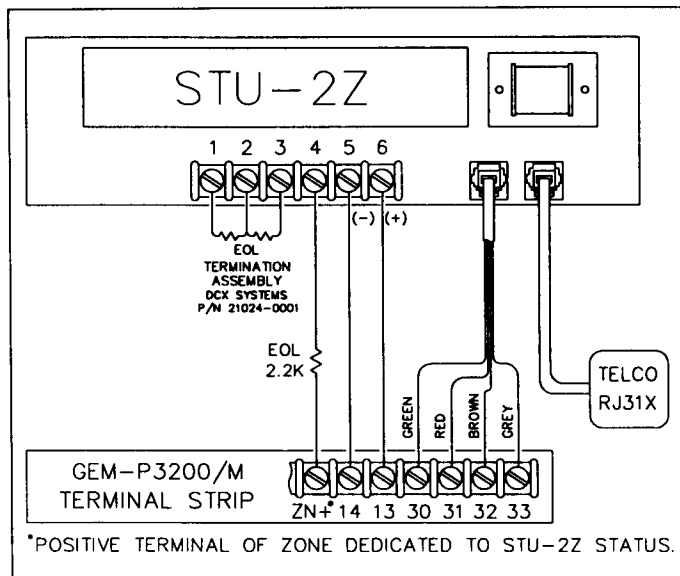 STU-2Z
1 2 3 4 5 6
(-) (+)
EOL
TERMINATION
ASSEMBLY
DCX SYSTEMS
P/N 21024-0001
EOL
2.2K
GREEN
RED
BROWN
GREY
TELCO
RJ31X
GEM-P3200/M
TERMINAL STRIP
ZN+* 14 13 30 31 32 33
*POSITIVE TERMINAL OF ZONE DEDICATED TO STU-2Z STATUS.